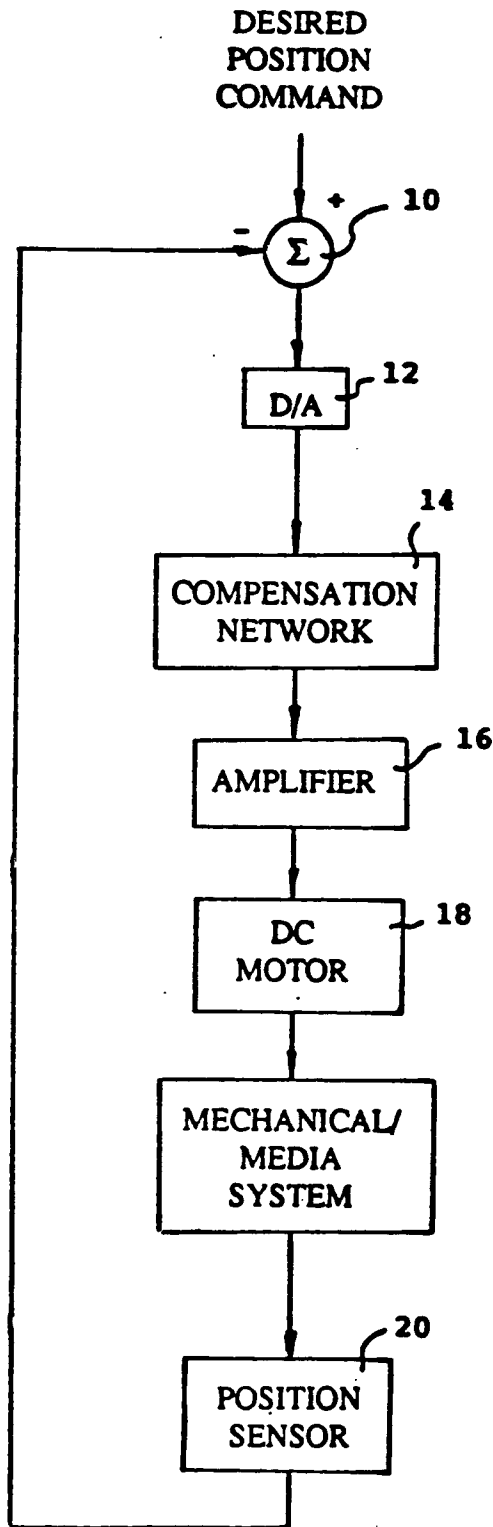 DESIRED
POSITION
COMMAND
+
10
-
Σ
12
D/A
14
COMPENSATION
NETWORK
16
AMPLIFIER
18
DC
MOTOR
MECHANICAL/
MEDIA
SYSTEM
20
POSITION
SENSOR